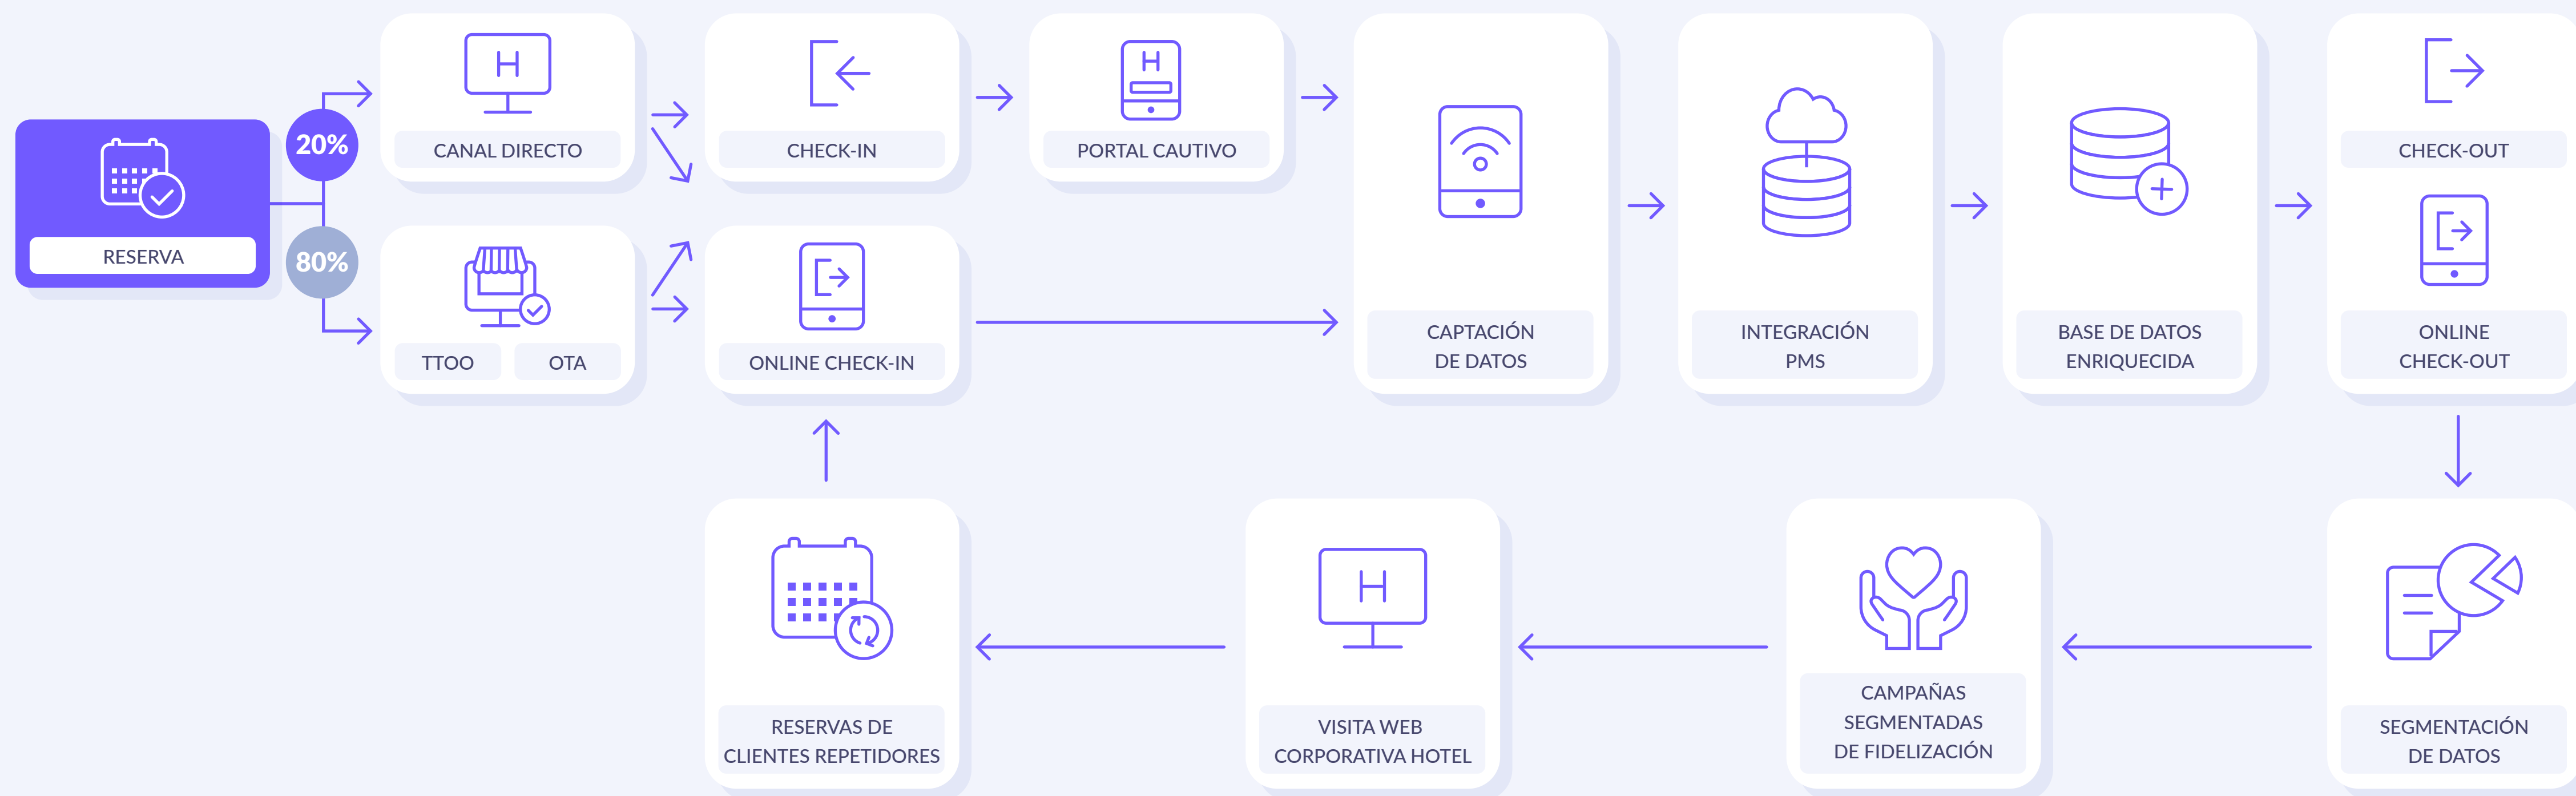 RESERVA
20%
80%
H
CANAL DIRECTO
TTOO
OTA
CHECK-IN
ONLINE CHECK-IN
H
PORTAL CAUTIVO
CAPTACIÓN
DE DATOS
INTEGRACIÓN
PMS
BASE DE DATOS
ENRIQUECIDA
CHECK-OUT
ONLINE
CHECK-OUT
RESERVAS DE
CLIENTES REPETIDORES
H
VISITA WEB
CORPORATIVA HOTEL
CAMPAÑAS
SEGMENTADAS
DE FIDELIZACIÓN
SEGMENTACIÓN
DE DATOS